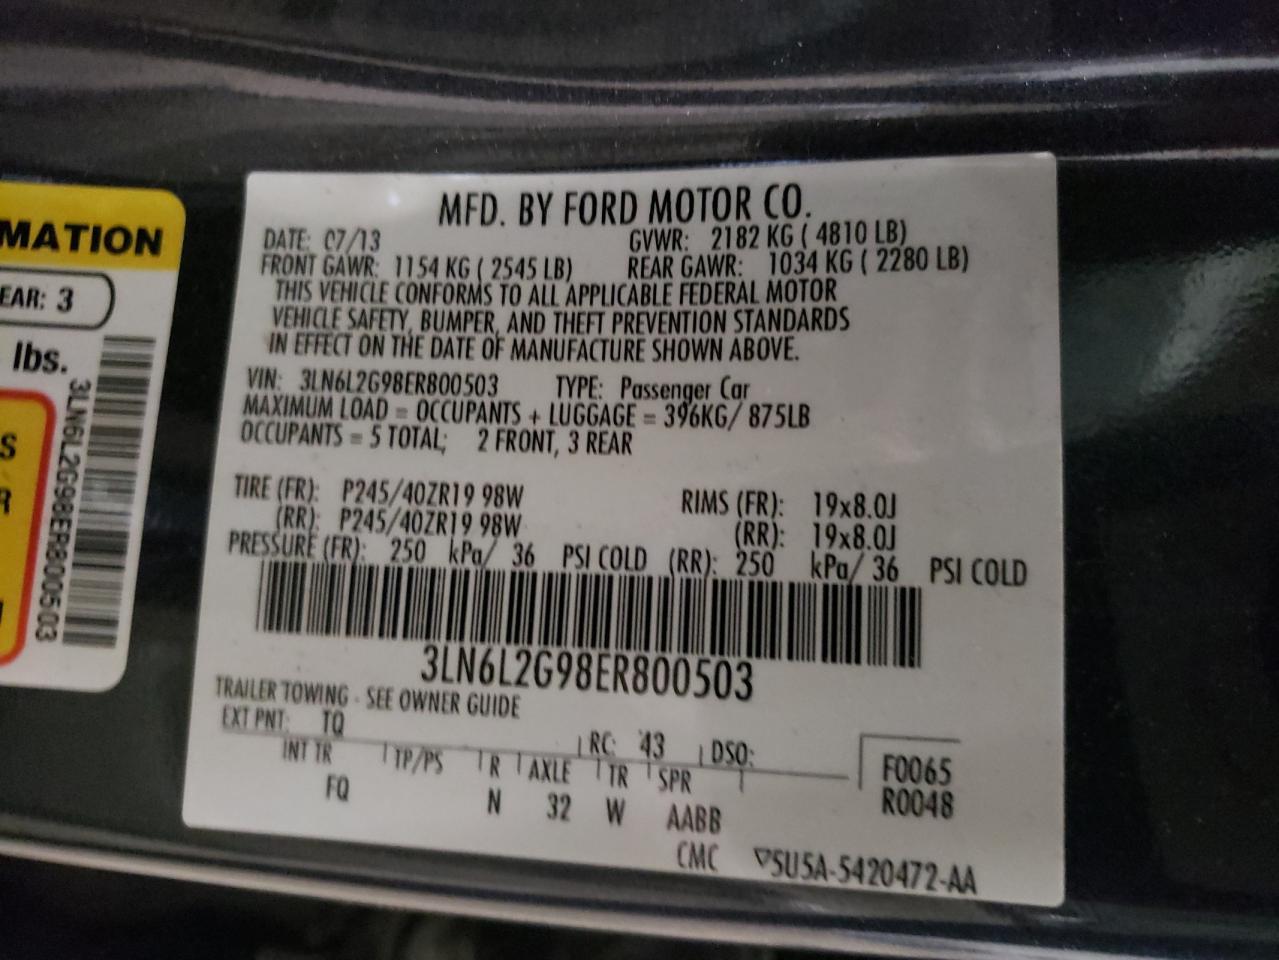 MATION
EAR: 3
lbs.
3LN6L2G98ER800503
S
R
MFD. BY FORD MOTOR CO.
DATE: 07/13 GVWR: 2182 KG ( 4810 LB)
FRONT GAWR: 1154 KG ( 2545 LB) REAR GAWR: 1034 KG ( 2280 LB)
THIS VEHICLE CONFORMS TO ALL APPLICABLE FEDERAL MOTOR
VEHICLE SAFETY, BUMPER, AND THEFT PREVENTION STANDARDS
IN EFFECT ON THE DATE OF MANUFACTURE SHOWN ABOVE.
VIN: 3LN6L2G98ER800503 TYPE: Passenger Car
MAXIMUM LOAD = OCCUPANTS + LUGGAGE = 396KG/ 875LB
OCCUPANTS = 5 TOTAL; 2 FRONT, 3 REAR
TIRE (FR): P245/40ZR19 98W RIMS (FR): 19x8.0J
(RR): P245/40ZR19 98W (RR): 19x8.0J
PRESSURE (FR): 250 kPa/ 36 PSI COLD (RR): 250 kPa/ 36 PSI COLD
3LN6L2G98ER800503
TRAILER TOWING - SEE OWNER GUIDE
EXT PNT: TQ RC: 43 DSO:
INT TR TP/PS R AXLE TR SPR F0065
FQ N 32 W AABB R0048
CMC ▽5U5A-5420472-AA